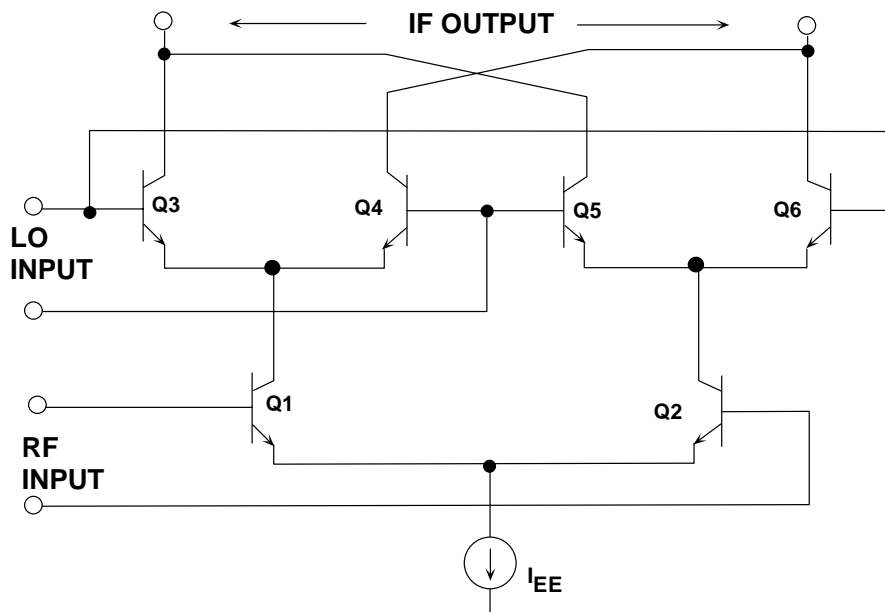 IF OUTPUT
Q3
Q4
Q5
Q6
LO
INPUT
Q1
Q2
RF
INPUT
IEE